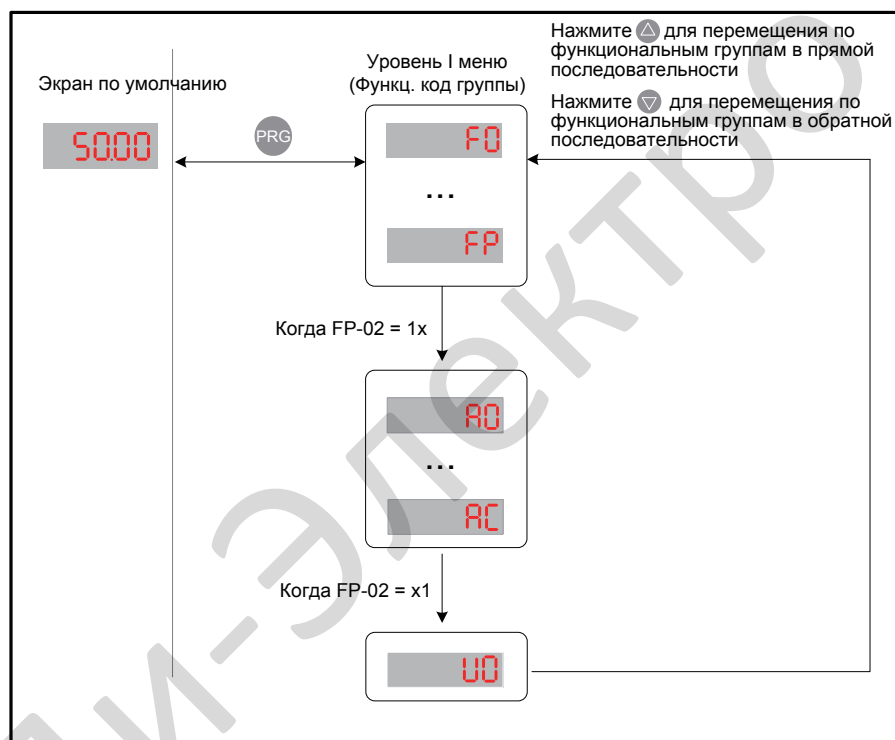 Нажмите для перемещения по
функциональным группам в прямой
последовательности
Нажмите для перемещения по
функциональным группам в обратной
последовательности
Уровень I меню
(Функц. код группы)
Экран по умолчанию
50.00
PRG
F0
...
FP
Когда FP-02 = 1x
A0
...
AC
Когда FP-02 = x1
U0
ди-Электро